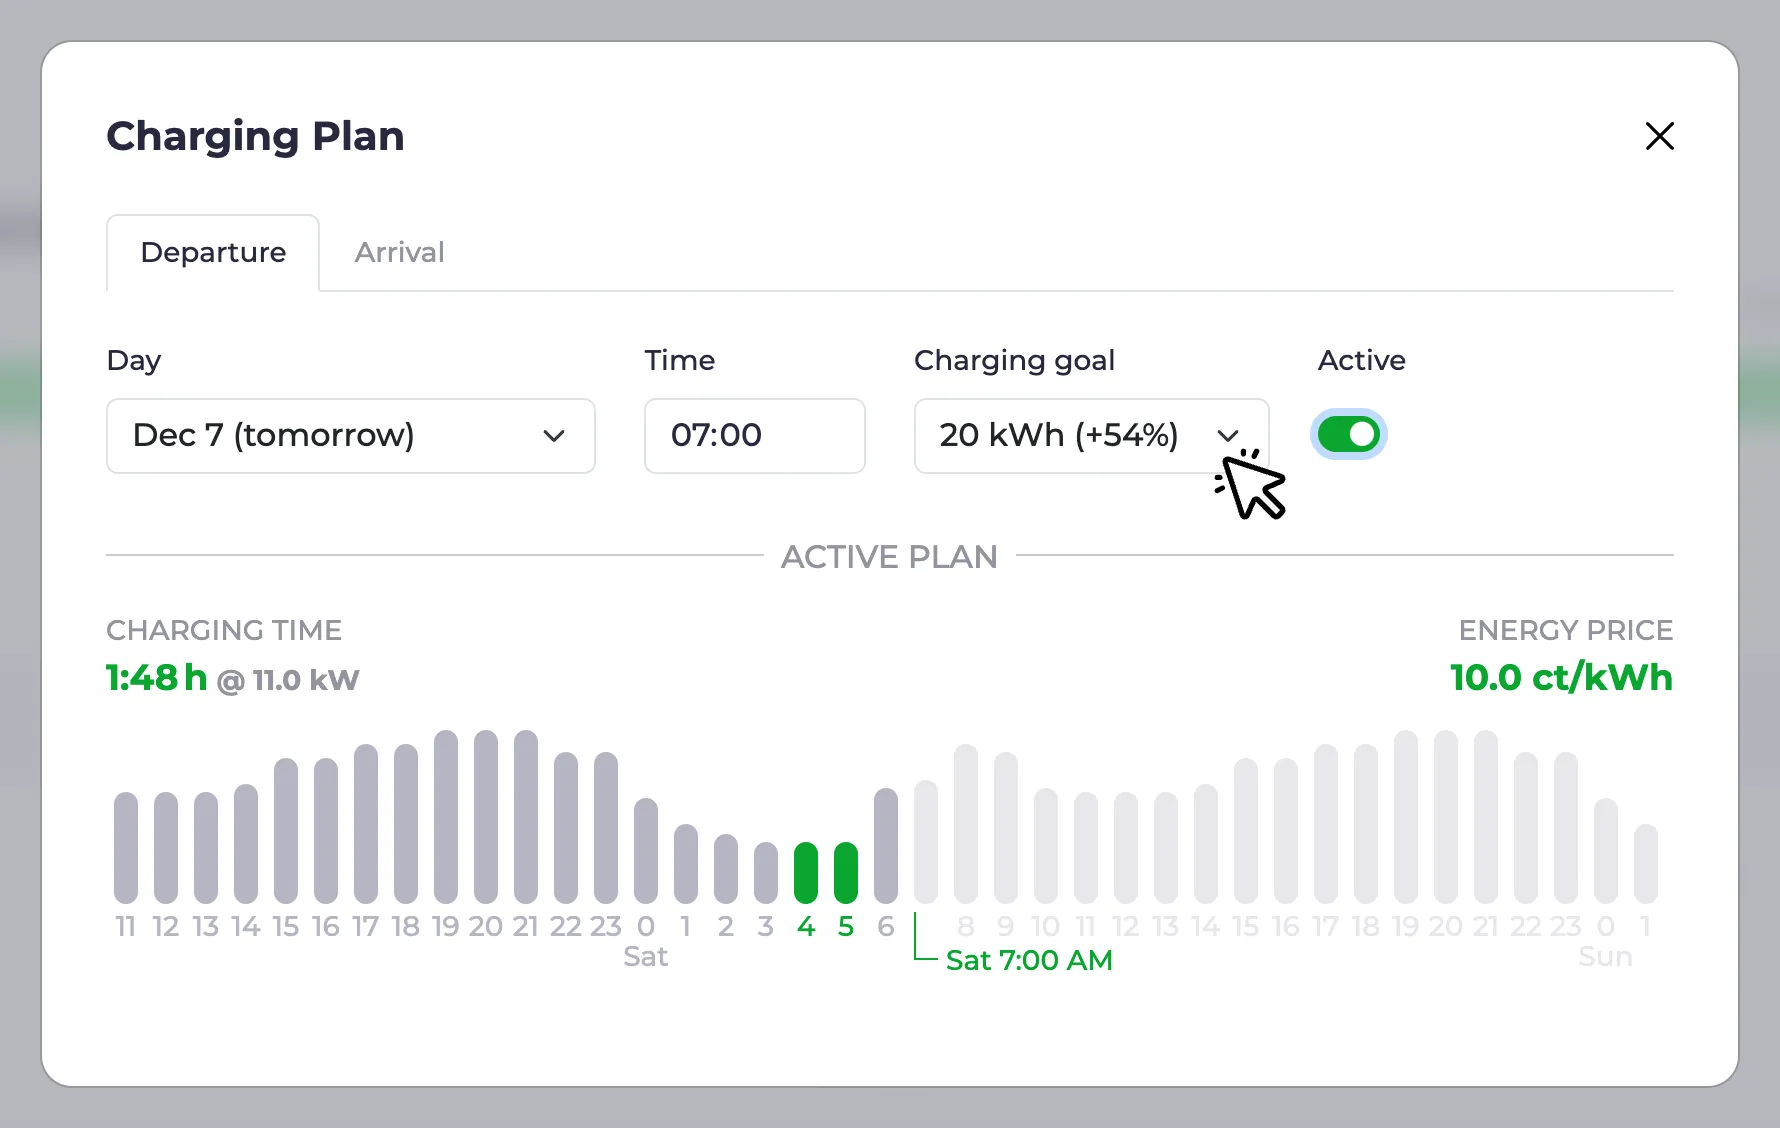 Charging Plan
Departure Arrival
Day Time Charging goal Active
Dec 7 (tomorrow) 07:00 20 kWh (+54%)
ACTIVE PLAN
CHARGING TIME ENERGY PRICE
1:48 h @ 11.0 kW 10.0 ct/kWh
11 12 13 14 15 16 17 18 19 20 21 22 23 0 1 2 3 4 5 6 8 9 10 11 12 13 14 15 16 17 18 19 20 21 22 23 0 1
Sat Sat 7:00 AM Sun